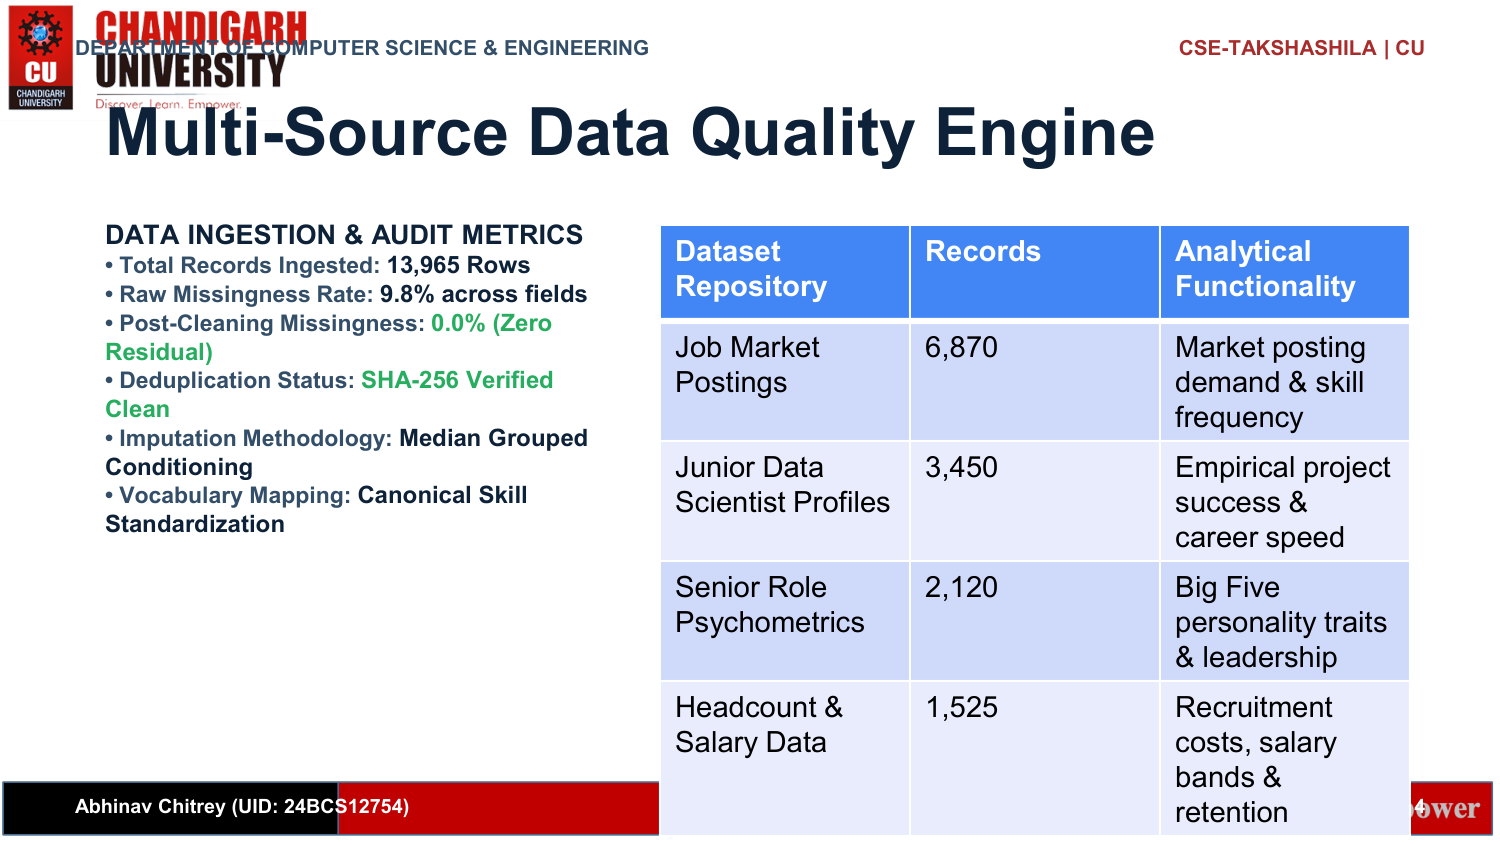 CHANDIGARH
UNIVERSITY
Discover. Learn. Empower.
CU
CHANDIGARH
UNIVERSITY
DEPARTMENT OF COMPUTER SCIENCE & ENGINEERING
CSE-TAKSHASHILA | CU
Multi-Source Data Quality Engine
DATA INGESTION & AUDIT METRICS
• Total Records Ingested: 13,965 Rows
• Raw Missingness Rate: 9.8% across fields
• Post-Cleaning Missingness: 0.0% (Zero
Residual)
• Deduplication Status: SHA-256 Verified
Clean
• Imputation Methodology: Median Grouped
Conditioning
• Vocabulary Mapping: Canonical Skill
Standardization
Dataset
Repository
Records
Analytical
Functionality
Job Market
Postings
6,870
Market posting
demand & skill
frequency
Junior Data
Scientist Profiles
3,450
Empirical project
success &
career speed
Senior Role
Psychometrics
2,120
Big Five
personality traits
& leadership
Headcount &
Salary Data
1,525
Recruitment
costs, salary
bands &
retention
Abhinav Chitrey (UID: 24BCS12754)
4